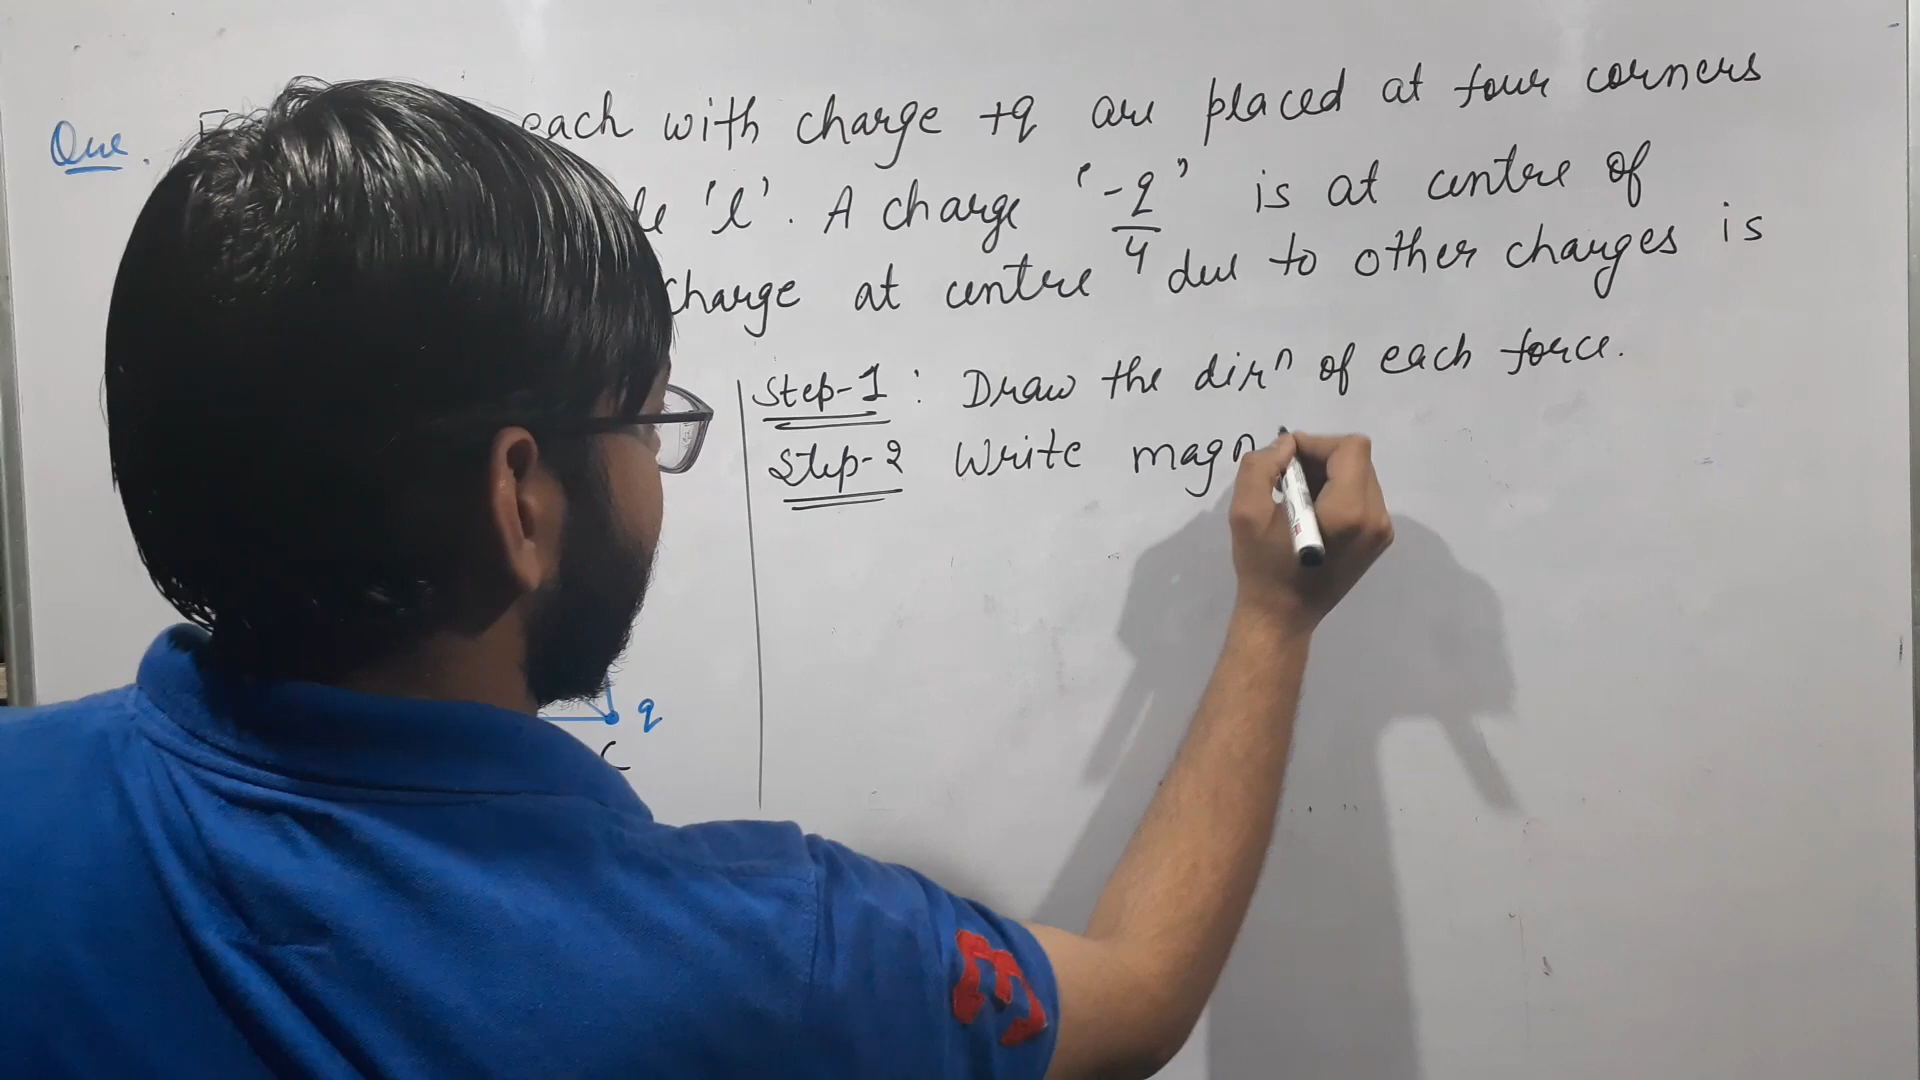 Que. each with charge +q are placed at four corners
'l'. A charge '-q/4' is at centre of
charge at centre due to other charges is
Step-1 : Draw the dirⁿ of each force.
Step-2 Write magn
q
C